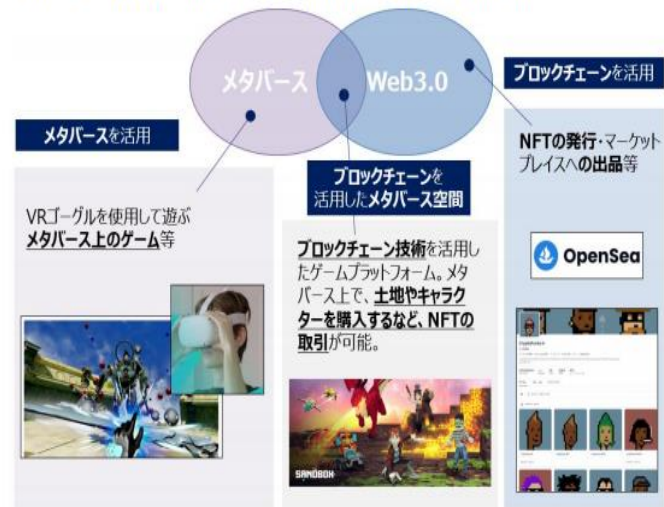 メタバース
Web3.0
メタバースを活用
VRゴーグルを使用して遊ぶ
メタバース上のゲーム等
ブロックチェーンを
活用したメタバース空間
ブロックチェーン技術を活用し
たゲームプラットフォーム。メタ
バース上で、土地やキャラク
ターを購入するなど、NFTの
取引が可能。
SANDBOX
ブロックチェーンを活用
NFTの発行・マーケット
プレイスへの出品等
OpenSea